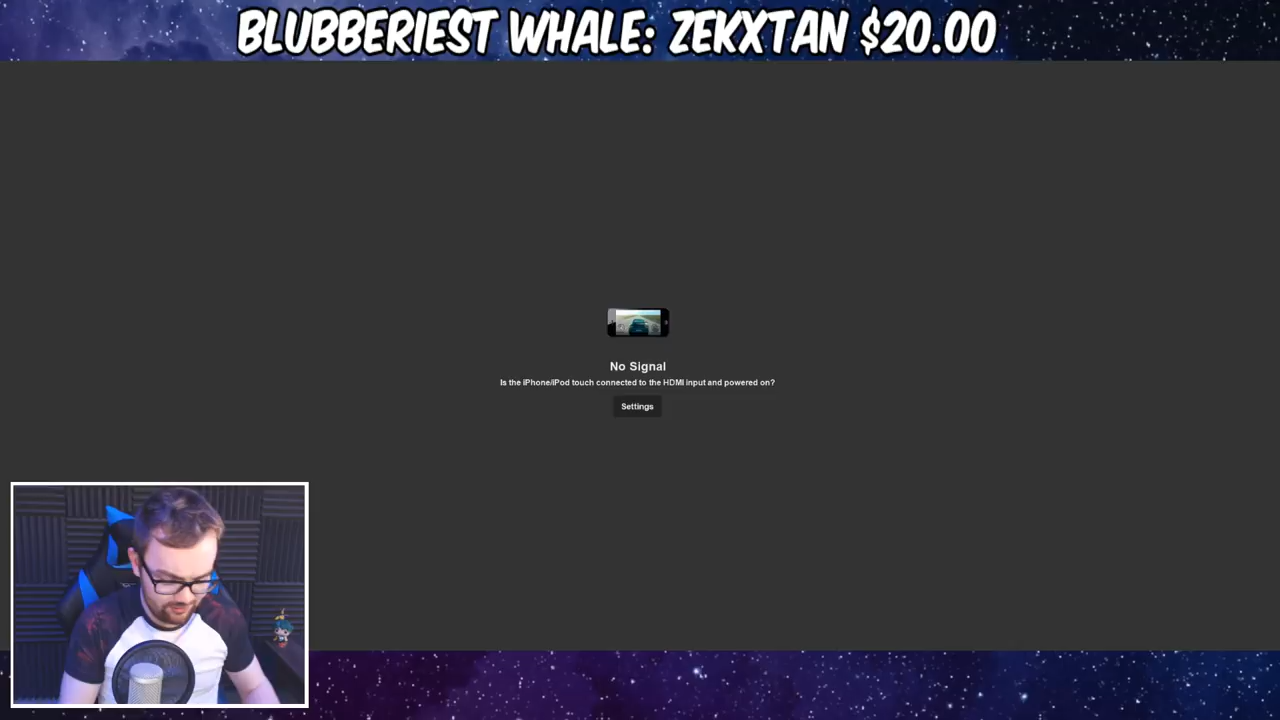 BLUBBERIEST WHALE: ZEKXTAN $20.00
No Signal
Is the iPhone/iPod touch connected to the HDMI input and powered on?
Settings